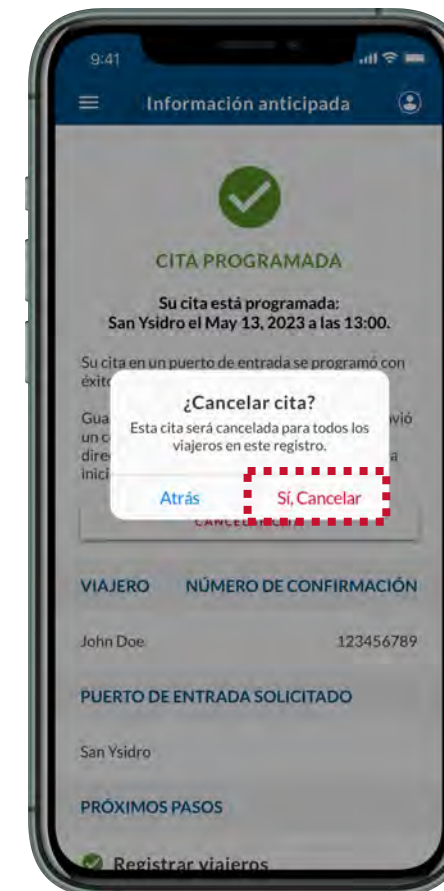 9:41
Información anticipada
CITA PROGRAMADA
Su cita está programada:
San Ysidro el May 13, 2023 a las 13:00.
Su cita en un puerto de entrada se programó con
éxito
¿Cancelar cita?
Esta cita será cancelada para todos los
viajeros en este registro.
Atrás Sí, Cancelar
CANCELAR CITA
VIAJERO NÚMERO DE CONFIRMACIÓN
John Doe 123456789
PUERTO DE ENTRADA SOLICITADO
San Ysidro
PRÓXIMOS PASOS
Registrar viajeros